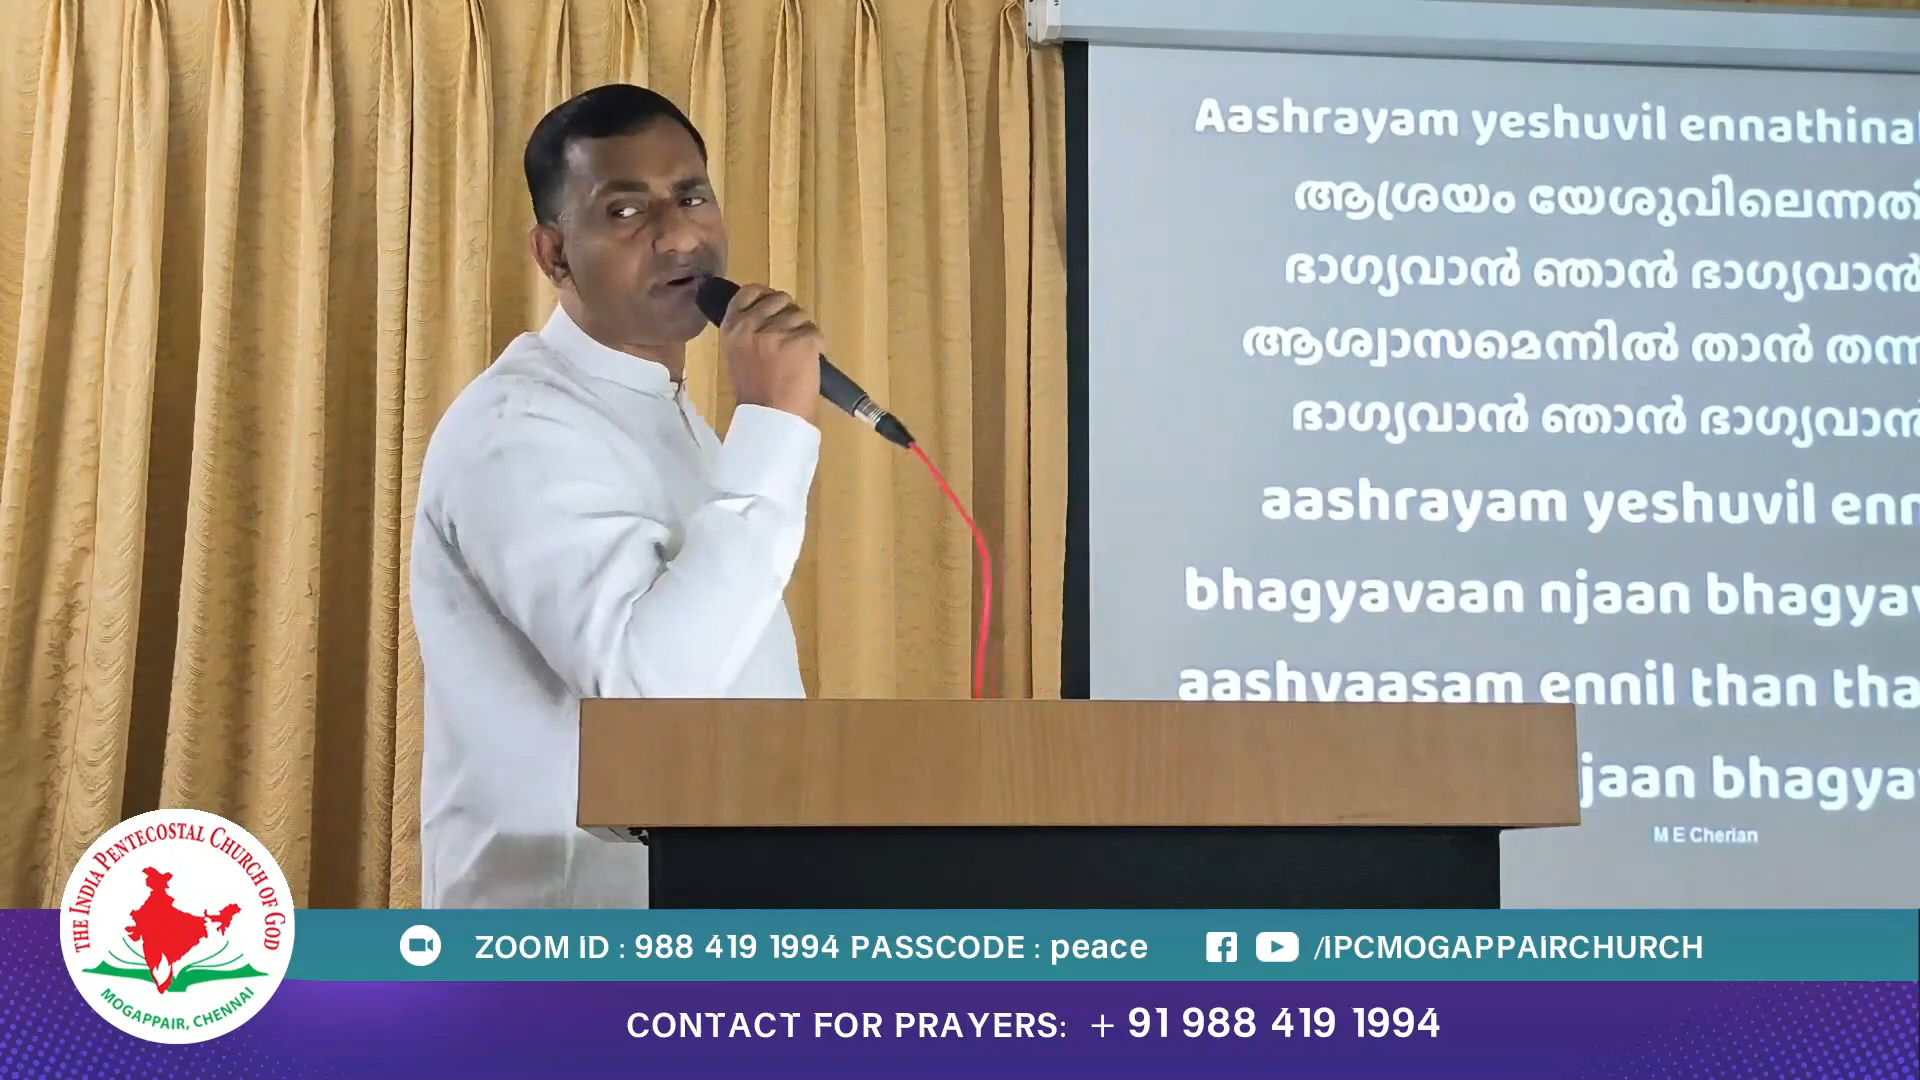 Aashrayam yeshuvil ennathina
ആശ്രയം യേശുവിലെന്നതി
ഭാഗ്യവാൻ ഞാൻ ഭാഗ്യവാൻ
ആശ്വാസമെന്നിൽ താൻ തന്ന
ഭാഗ്യവാൻ ഞാൻ ഭാഗ്യവാൻ
aashrayam yeshuvil enn
bhagyavaan njaan bhagyav
aashvaasam ennil than tha
jaan bhagya
M E Cherian
THE INDIA PENTECOSTAL CHURCH OF GOD
MOGAPPAIR, CHENNAI
ZOOM ID : 988 419 1994 PASSCODE : peace
/IPCMOGAPPAIRCHURCH
CONTACT FOR PRAYERS: + 91 988 419 1994